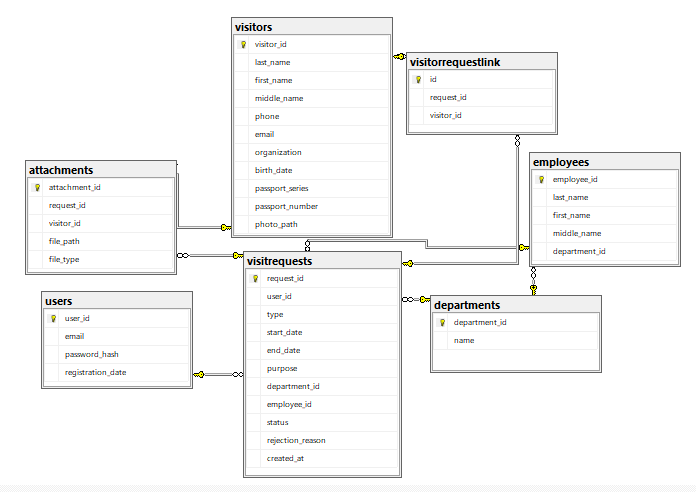 visitors
visitor_id
last_name
first_name
middle_name
phone
email
organization
birth_date
passport_series
passport_number
photo_path
visitorrequestlink
id
request_id
visitor_id
attachments
attachment_id
request_id
visitor_id
file_path
file_type
employees
employee_id
last_name
first_name
middle_name
department_id
visitrequests
request_id
user_id
type
start_date
end_date
purpose
department_id
employee_id
status
rejection_reason
created_at
users
user_id
email
password_hash
registration_date
departments
department_id
name